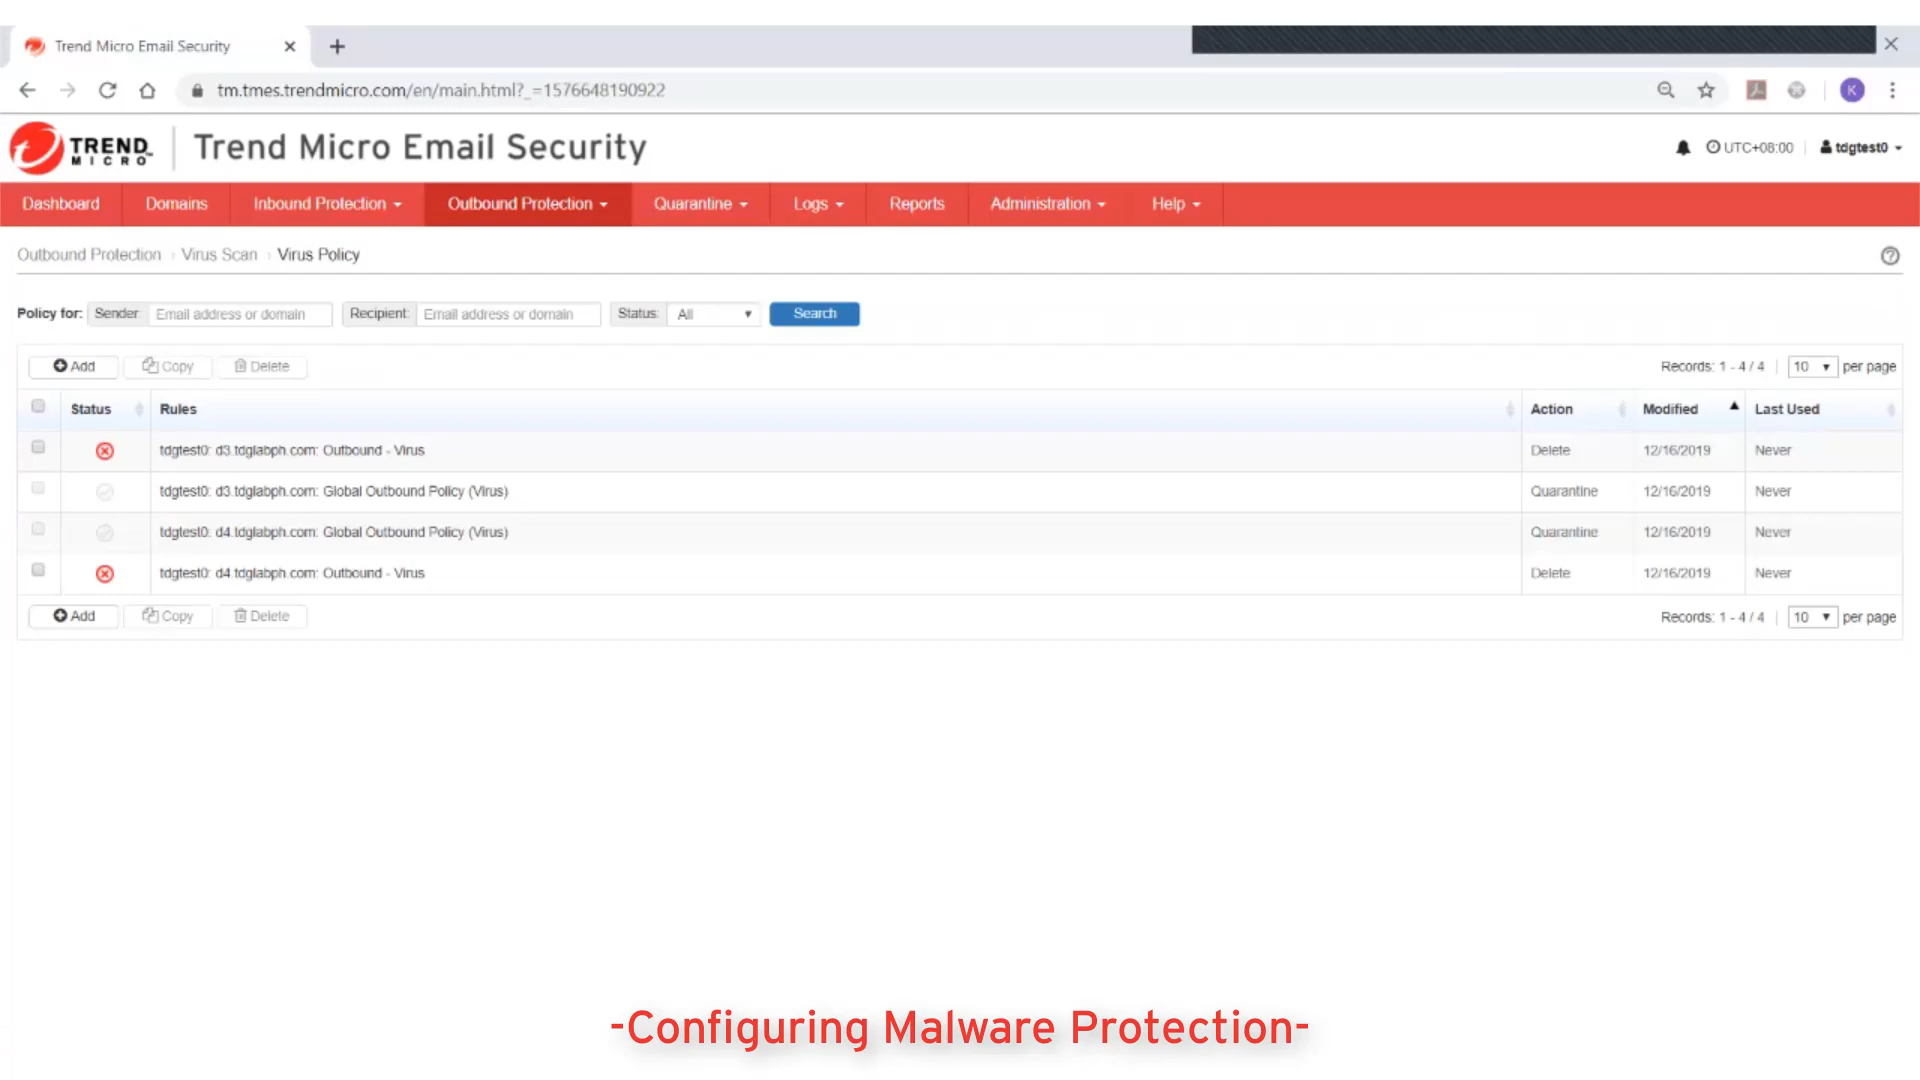 Trend Micro Email Security
tm.tmes.trendmicro.com/en/main.html?_=1576648190922
K
TREND MICRO™ Trend Micro Email Security
UTC+08:00 tdgtest0
Dashboard Domains Inbound Protection Outbound Protection Quarantine Logs Reports Administration Help
Outbound Protection › Virus Scan › Virus Policy
Policy for: Sender: Email address or domain Recipient: Email address or domain Status: All Search
Add Copy Delete Records: 1 - 4 / 4 10 per page
Status Rules Action Modified Last Used
tdgtest0: d3.tdglabph.com: Outbound - Virus Delete 12/16/2019 Never
tdgtest0: d3.tdglabph.com: Global Outbound Policy (Virus) Quarantine 12/16/2019 Never
tdgtest0: d4.tdglabph.com: Global Outbound Policy (Virus) Quarantine 12/16/2019 Never
tdgtest0: d4.tdglabph.com: Outbound - Virus Delete 12/16/2019 Never
Add Copy Delete Records: 1 - 4 / 4 10 per page
-Configuring Malware Protection-